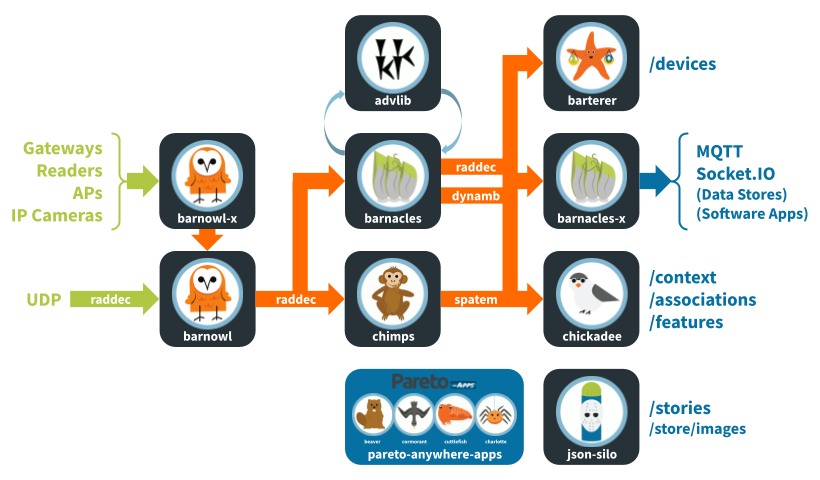 advlib
barterer
/devices
Gateways
Readers
APs
IP Cameras
barnowl-x
barnacles
raddec
dynamb
barnacles-x
MQTT
Socket.IO
(Data Stores)
(Software Apps)
UDP
raddec
barnowl
raddec
chimps
spatem
chickadee
/context
/associations
/features
Pareto
beaver
cormorant
cuttlefish
charlotte
pareto-anywhere-apps
json-silo
/stories
/store/images